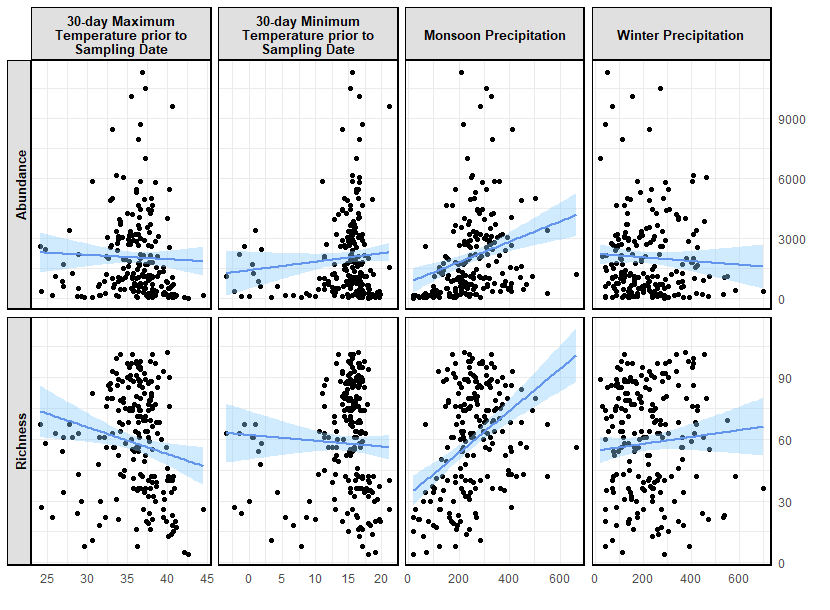 30-day Maximum
Temperature prior to
Sampling Date
30-day Minimum
Temperature prior to
Sampling Date
Monsoon Precipitation
Winter Precipitation
Abundance
9000
6000
3000
0
Richness
90
60
30
0
25 30 35 40 45
0 5 10 15 20
0 200 400 600
0 200 400 600